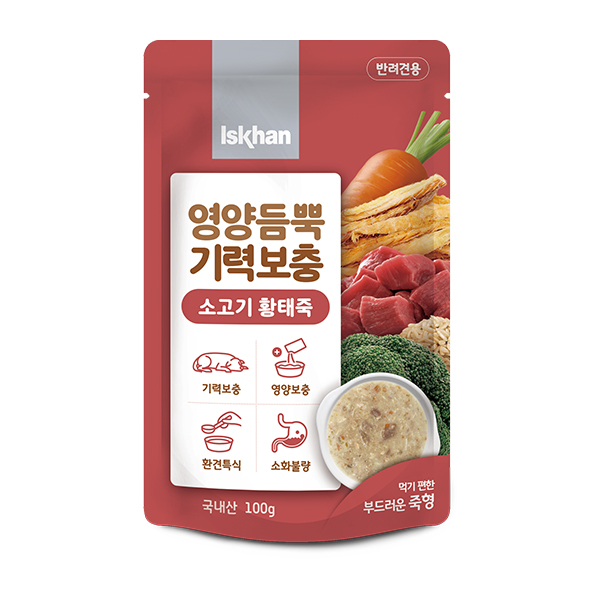 반려견용
Iskhan
영양듬뿍
기력보충
소고기 황태죽
기력보충
영양보충
환견특식
소화불량
국내산 100g
먹기 편한
부드러운 죽형